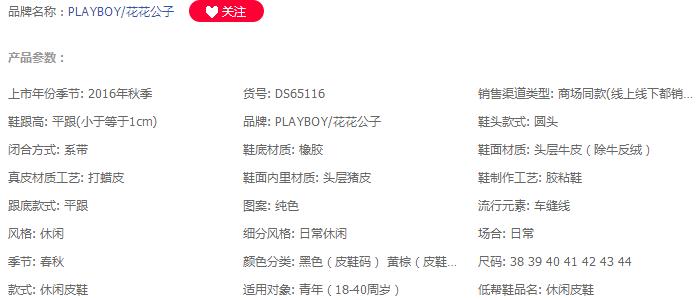 品牌名称：PLAYBOY/花花公子 关注
产品参数：
上市年份季节: 2016年秋季 货号: DS65116 销售渠道类型: 商场同款(线上线下都销...
鞋跟高: 平跟(小于等于1cm) 品牌: PLAYBOY/花花公子 鞋头款式: 圆头
闭合方式: 系带 鞋底材质: 橡胶 鞋面材质: 头层牛皮（除牛反绒）
真皮材质工艺: 打蜡皮 鞋面内里材质: 头层猪皮 鞋制作工艺: 胶粘鞋
跟底款式: 平跟 图案: 纯色 流行元素: 车缝线
风格: 休闲 细分风格: 日常休闲 场合: 日常
季节: 春秋 颜色分类: 黑色（皮鞋码） 黄棕（皮鞋... 尺码: 38 39 40 41 42 43 44
款式: 休闲皮鞋 适用对象: 青年（18-40周岁） 低帮鞋品名: 休闲皮鞋